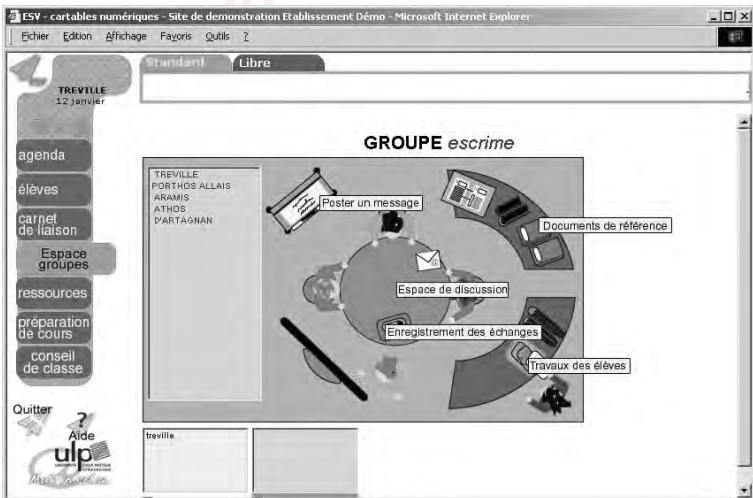 ESV - cartables numériques - Site de demonstration Etablissement Démo - Microsoft Internet Explorer
Fichier Edition Affichage Favoris Outils ?
TREVILLE
12 janvier
Standard
Libre
agenda
élèves
carnet
de liaison
Espace
groupes
ressources
préparation
de cours
conseil
de classe
Quitter
?
Aide
ulp
GROUPE escrime
TREVILLE
PORTHOS ALLAIS
ARAMIS
ATHOS
D'ARTAGNAN
Poster un message
Documents de référence
Espace de discussion
Enregistrement des échanges
Travaux des élèves
treville